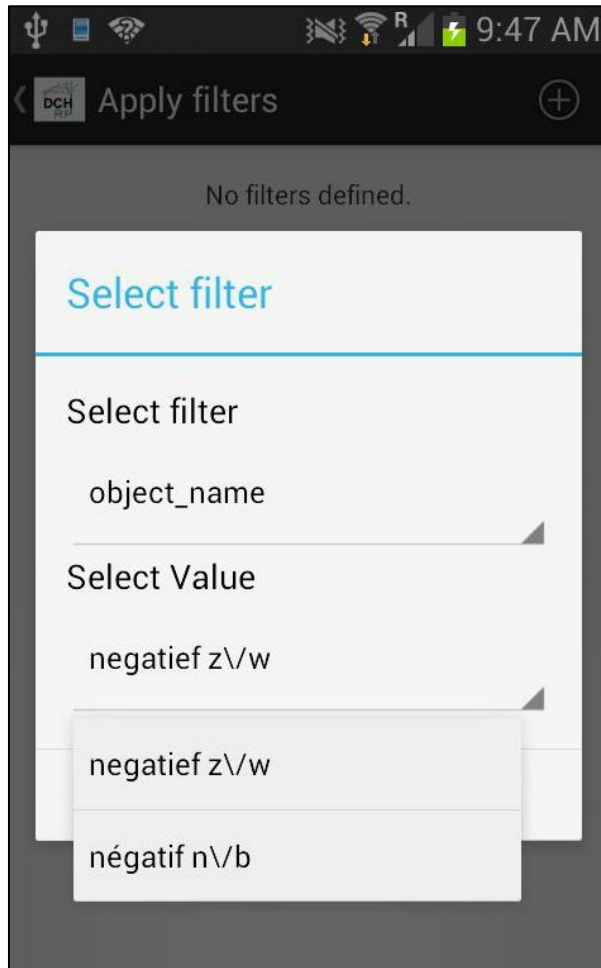 R 9:47 AM
DCH RP Apply filters
No filters defined.
Select filter
Select filter
object_name
Select Value
negatief z\/w
negatief z\/w
négatif n\/b